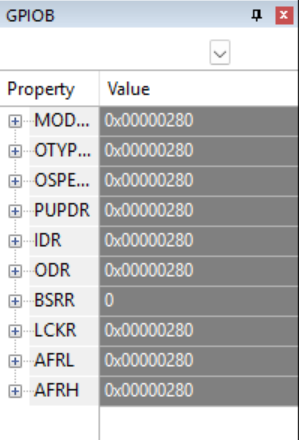 GPIOB
Property Value
MOD... 0x00000280
OTYP... 0x00000280
OSPE... 0x00000280
PUPDR 0x00000280
IDR 0x00000280
ODR 0x00000280
BSRR 0
LCKR 0x00000280
AFRL 0x00000280
AFRH 0x00000280